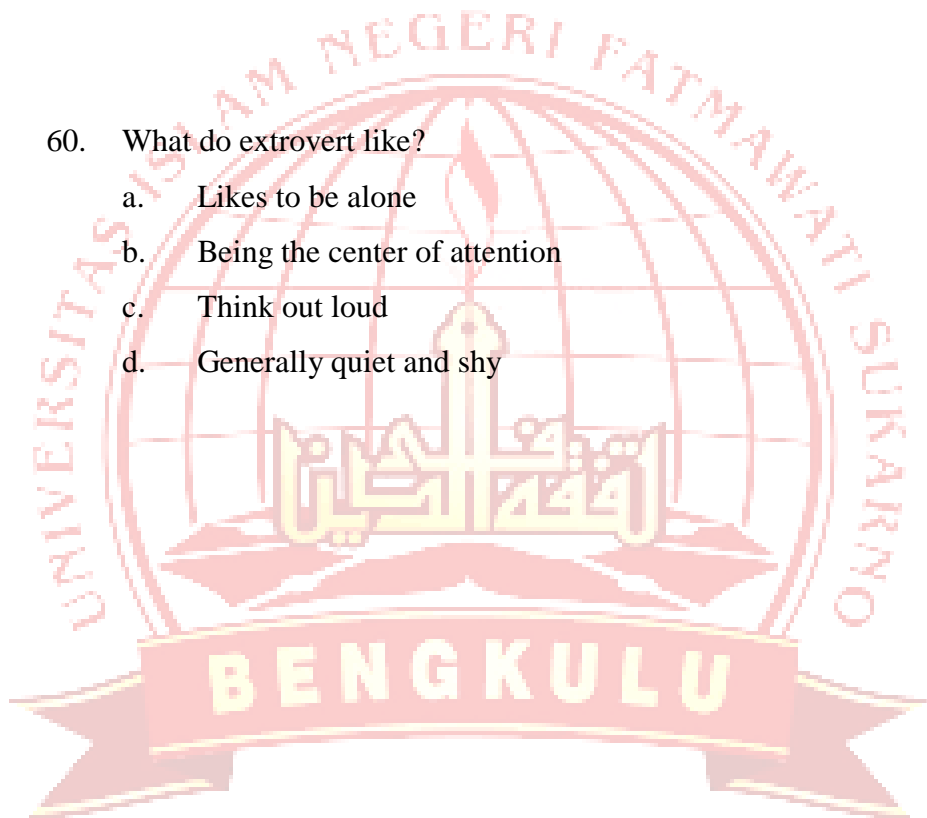 UNIVERSITAS ISLAM NEGERI FATMAWATI SUKARNO
60. What do extrovert like?
a. Likes to be alone
b. Being the center of attention
c. Think out loud
d. Generally quiet and shy
BENGKULU